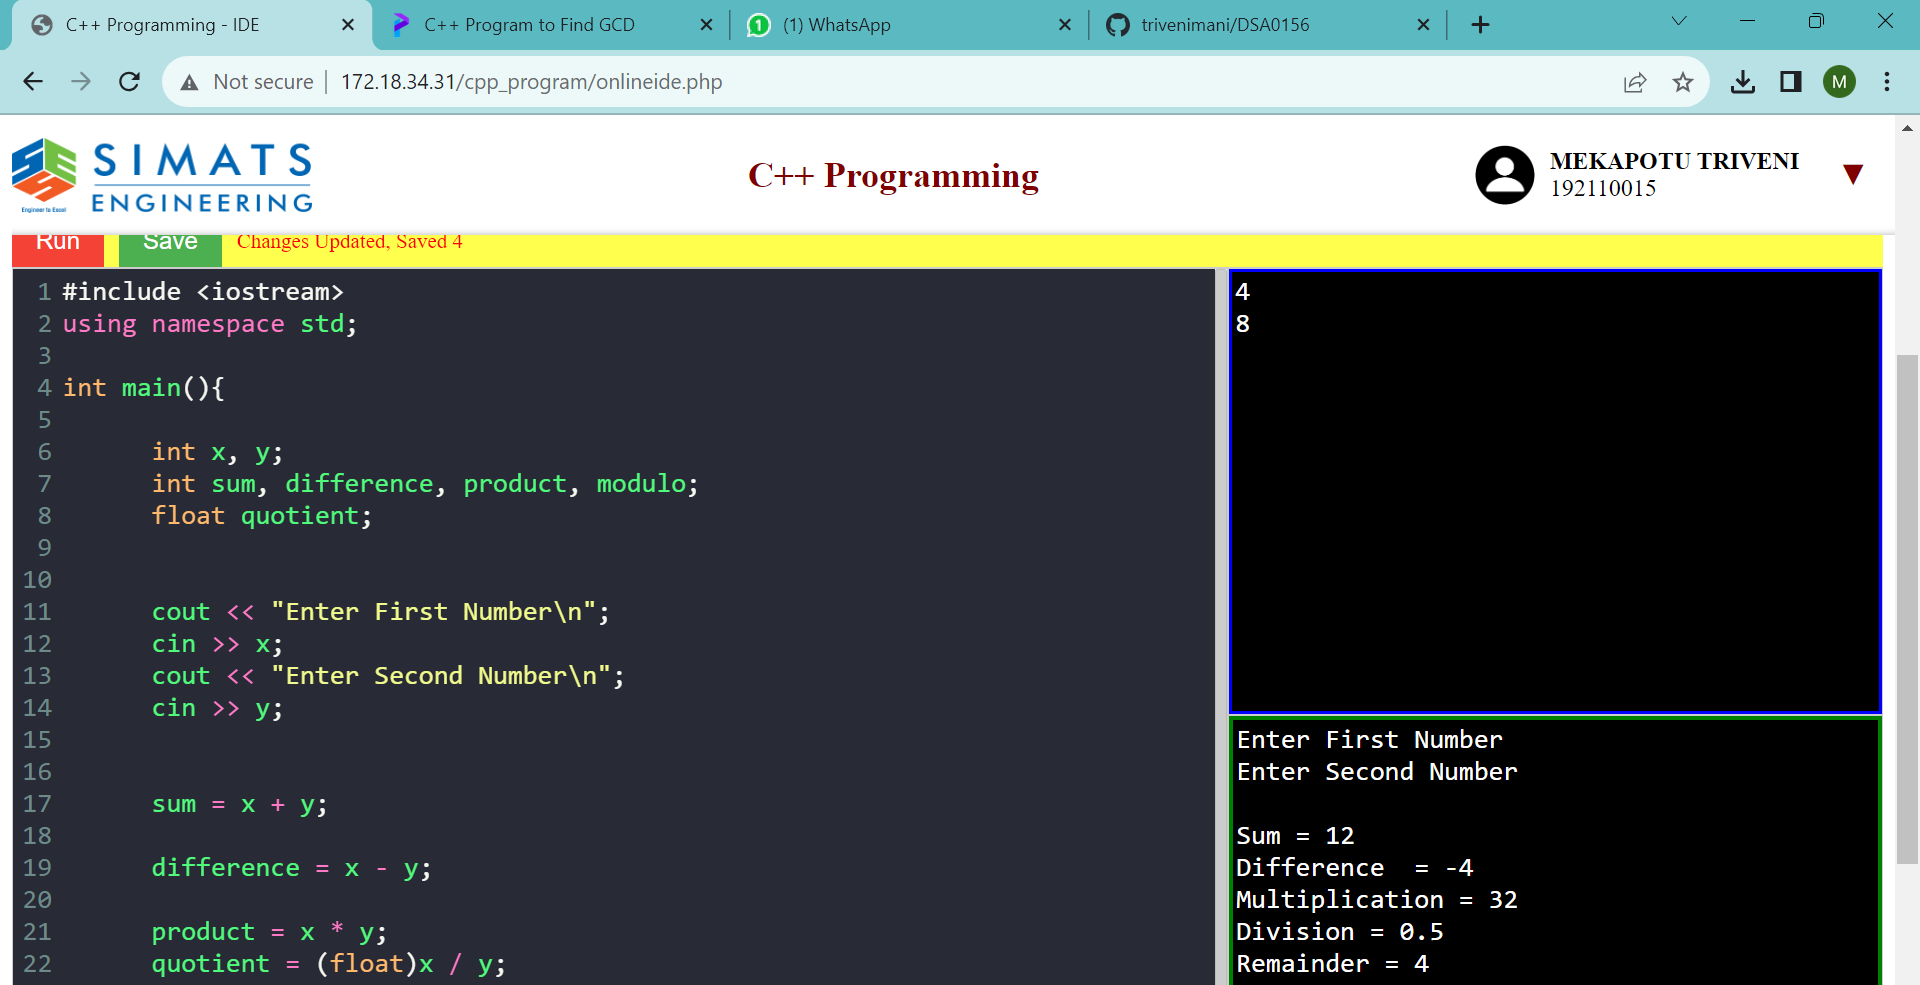 C++ Programming - IDE
C++ Program to Find GCD
(1) WhatsApp
trivenimani/DSA0156
Not secure
172.18.34.31/cpp_program/onlineide.php
M
SIMATS
ENGINEERING
Engineer to Excel
C++ Programming
MEKAPOTU TRIVENI
192110015
Run
Save
Changes Updated, Saved 4
1 #include <iostream>
2 using namespace std;
3
4 int main(){
5
6       int x, y;
7       int sum, difference, product, modulo;
8       float quotient;
9
10
11       cout << "Enter First Number\n";
12       cin >> x;
13       cout << "Enter Second Number\n";
14       cin >> y;
15
16
17       sum = x + y;
18
19       difference = x - y;
20
21       product = x * y;
22       quotient = (float)x / y;
4
8
Enter First Number
Enter Second Number
Sum = 12
Difference  = -4
Multiplication = 32
Division = 0.5
Remainder = 4